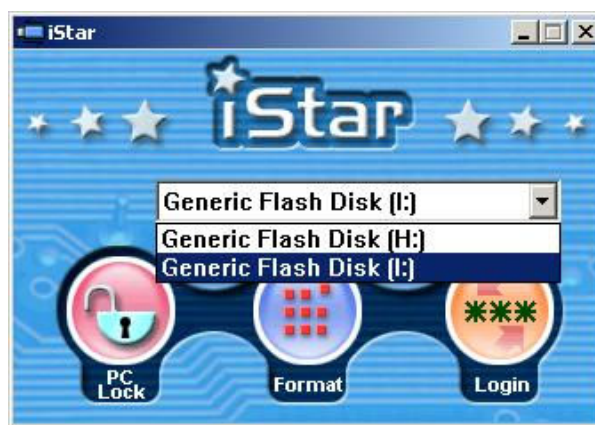 iStar
iStar
Generic Flash Disk (I:)
Generic Flash Disk (H:)
Generic Flash Disk (I:)
***
PC
Lock
Format
Login